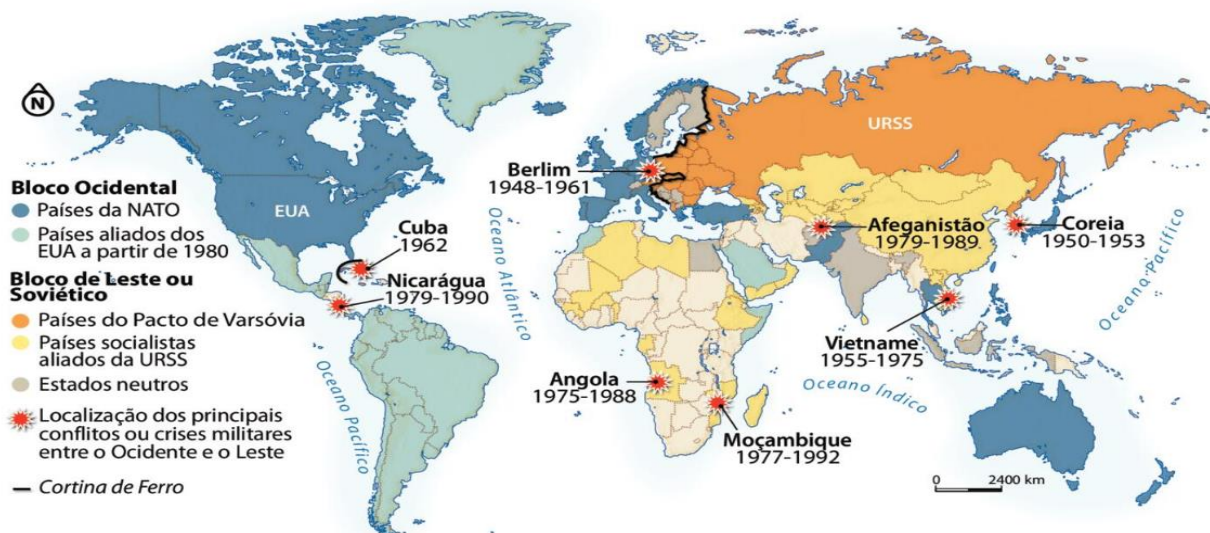 N
Bloco Ocidental
Países da NATO
Países aliados dos
EUA a partir de 1980
Bloco de Leste ou
Soviético
Países do Pacto de Varsóvia
Países socialistas
aliados da URSS
Estados neutros
Localização dos principais
conflitos ou crises militares
entre o Ocidente e o Leste
Cortina de Ferro
EUA
Cuba
1962
Nicarágua
1979-1990
Oceano Pacífico
Oceano Atlântico
Berlim
1948-1961
URSS
Afeganistão
1979-1989
Coreia
1950-1953
Vietname
1955-1975
Angola
1975-1988
Moçambique
1977-1992
Oceano Índico
Oceano Pacífico
0 2400 km